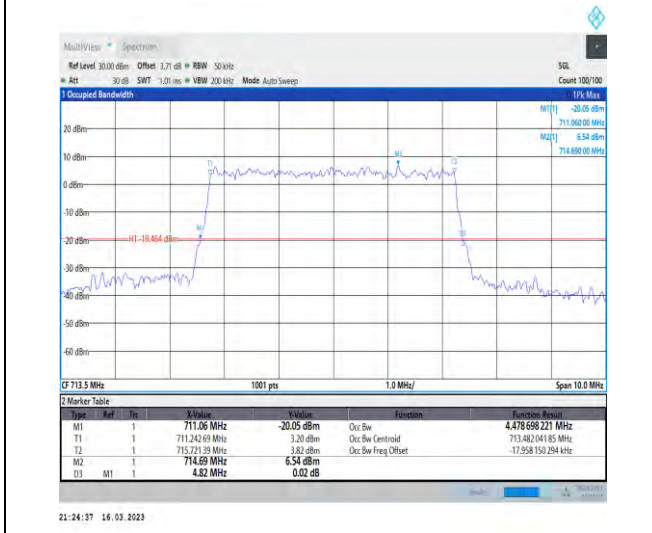 MultiView Spectrum
Ref Level 30.00 dBm Offset 3.71 dB RBW 50 kHz SGL
Att 30 dB SWT 1.01 ms VBW 200 kHz Mode Auto Sweep Count 100/100
1 Occupied Bandwidth 1Pk Max
M1[1] -20.05 dBm
711.060 00 MHz
M2[1] 6.54 dBm
714.690 00 MHz
20 dBm
10 dBm
T1
T2
0 dBm
-10 dBm
-20 dBm
H1 -19.464 dBm
-30 dBm
-40 dBm
-50 dBm
-60 dBm
CF 713.5 MHz 1001 pts 1.0 MHz/ Span 10.0 MHz
2 Marker Table
Type Ref Trc X-Value Y-Value Function Function Result
M1 1 711.06 MHz -20.05 dBm Occ Bw 4.478 698 221 MHz
T1 1 711.242 69 MHz 3.20 dBm Occ Bw Centroid 713.482 041 85 MHz
T2 1 715.721 39 MHz 3.82 dBm Occ Bw Freq Offset -17.958 150 294 kHz
M2 1 714.69 MHz 6.54 dBm
D3 M1 1 4.82 MHz 0.02 dB
21:24:37 16.03.2023